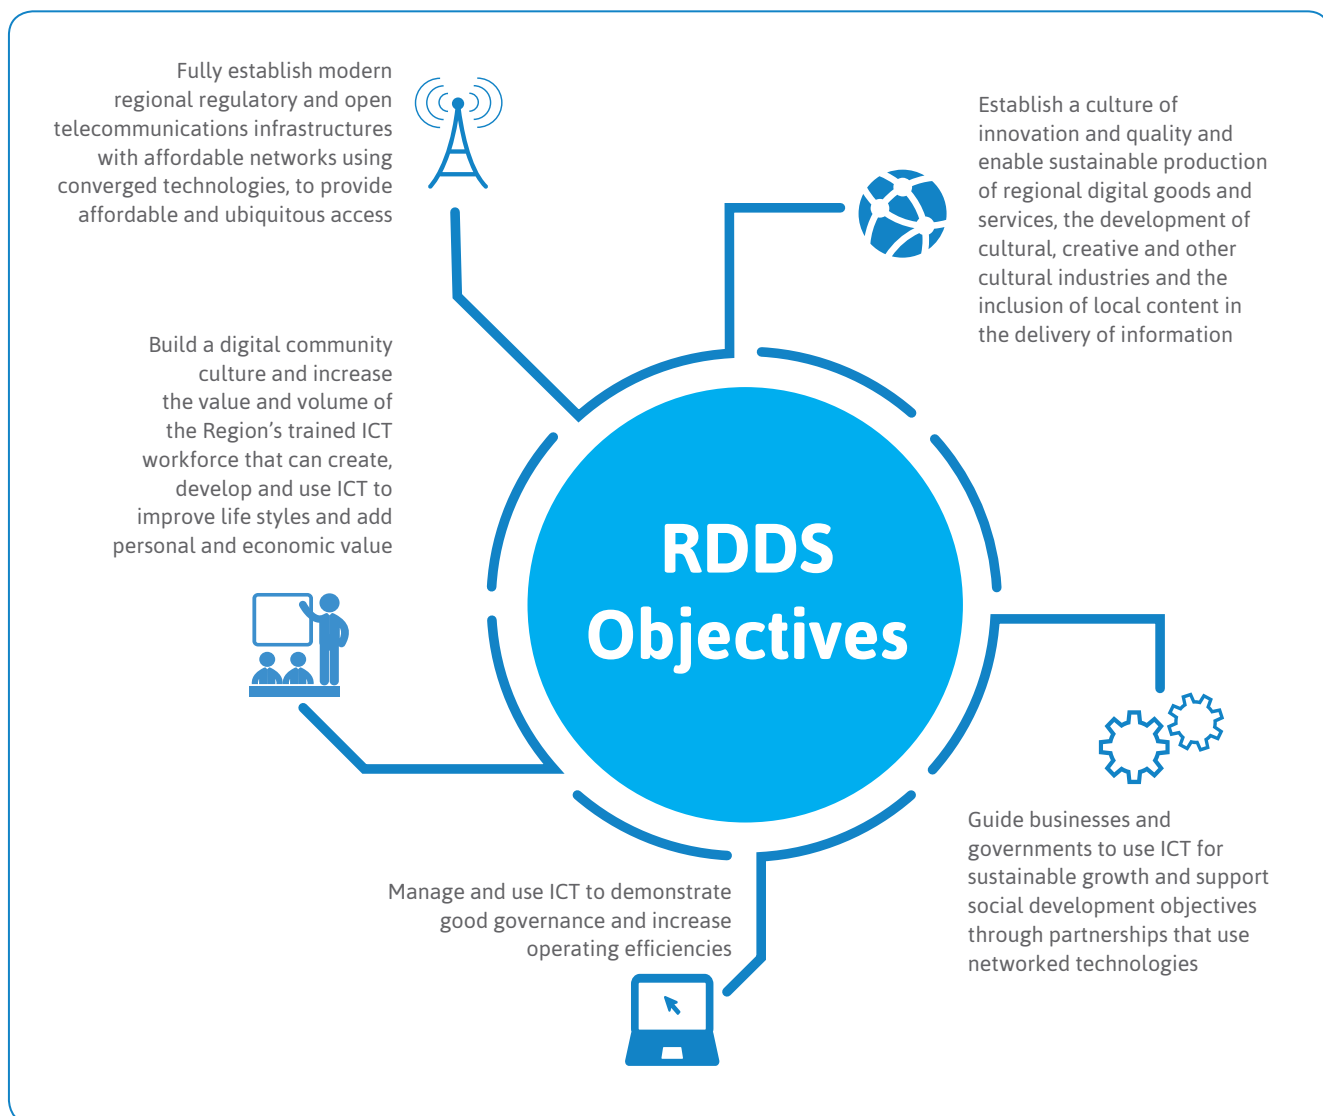 Fully establish modern
regional regulatory and open
telecommunications infrastructures
with affordable networks using
converged technologies, to provide
affordable and ubiquitous access
Establish a culture of
innovation and quality and
enable sustainable production
of regional digital goods and
services, the development of
cultural, creative and other
cultural industries and the
inclusion of local content in
the delivery of information
Build a digital community
culture and increase
the value and volume of
the Region's trained ICT
workforce that can create,
develop and use ICT to
improve life styles and add
personal and economic value
RDDS
Objectives
Guide businesses and
governments to use ICT for
sustainable growth and support
social development objectives
through partnerships that use
networked technologies
Manage and use ICT to demonstrate
good governance and increase
operating efficiencies